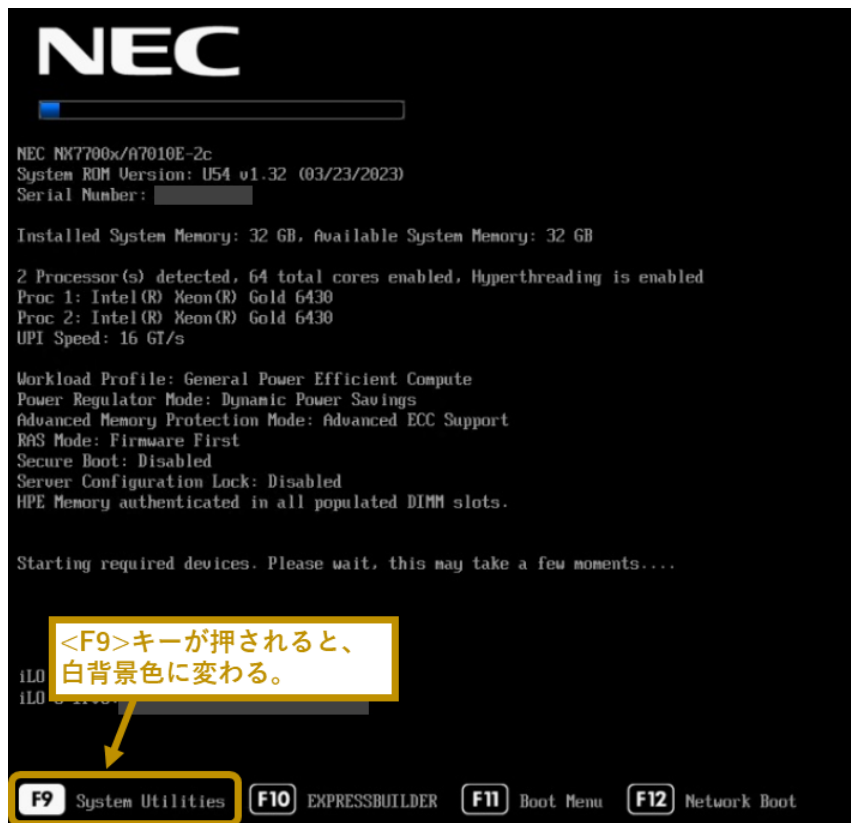 NEC
NEC NX7700x/A7010E-2c
System ROM Version: U54 v1.32 (03/23/2023)
Serial Number:
Installed System Memory: 32 GB, Available System Memory: 32 GB
2 Processor(s) detected, 64 total cores enabled, Hyperthreading is enabled
Proc 1: Intel(R) Xeon(R) Gold 6430
Proc 2: Intel(R) Xeon(R) Gold 6430
UPI Speed: 16 GT/s
Workload Profile: General Power Efficient Compute
Power Regulator Mode: Dynamic Power Savings
Advanced Memory Protection Mode: Advanced ECC Support
RAS Mode: Firmware First
Secure Boot: Disabled
Server Configuration Lock: Disabled
HPE Memory authenticated in all populated DIMM slots.
Starting required devices. Please wait, this may take a few moments....
<F9>キーが押されると、
白背景色に変わる。
iLO
iLO
F9 System Utilities F10 EXPRESSBUILDER F11 Boot Menu F12 Network Boot